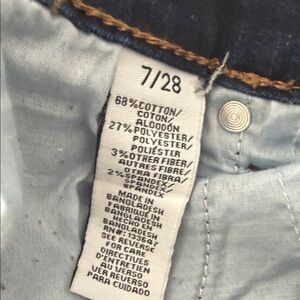 7/28
68%COTTON/
COTON/
ALGODÓN
27%POLYESTER/
POLYESTER/
POLIÉSTER
3%OTHER FIBER/
AUTRES FIBRE/
OTRA FIBRA/
2%SPANDEX/
SPANDEX/
SPANDEX
MADE IN
BANGLADESH
FABRIQUÉ IN
BANGLADESH
HECHO EN
BANGLADESH
RN#: 133647
SEE REVERSE
FOR CARE
DIRECTIVES
D'ENTRETIEN
AU VERSO
VER REVERSO
PARA CUIDADO